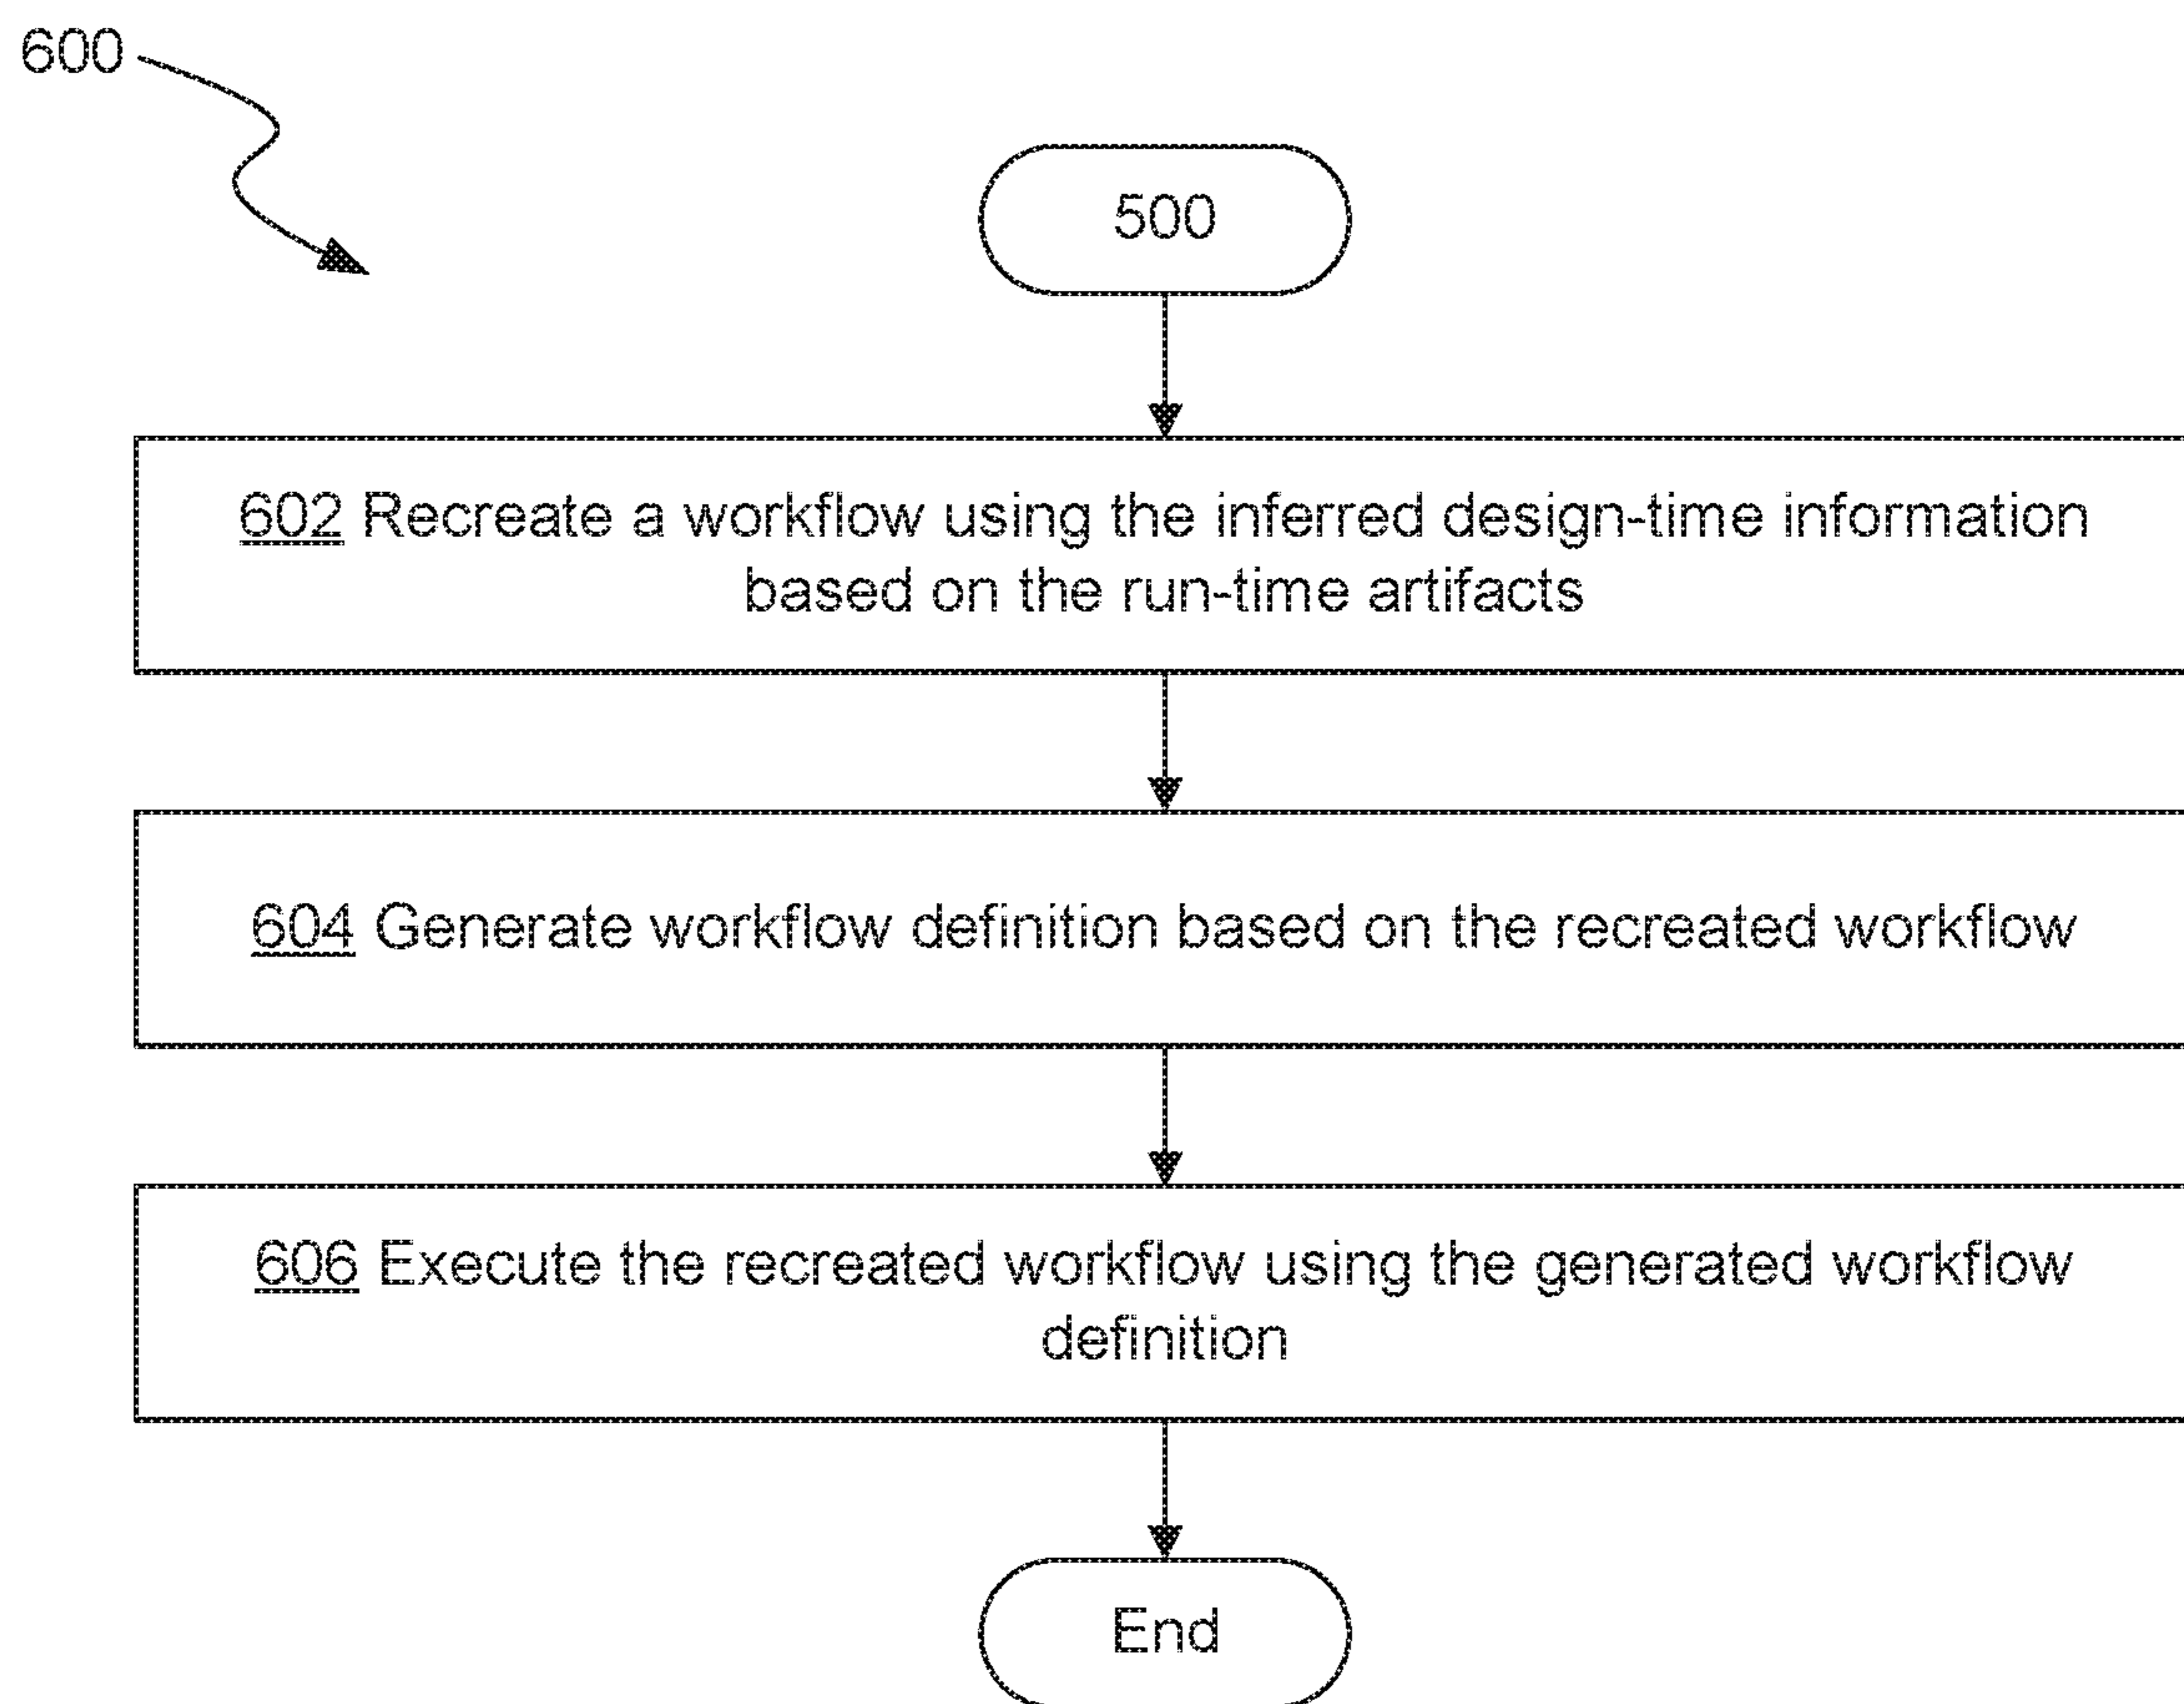 600
500
602 Recreate a workflow using the inferred design-time information
based on the run-time artifacts
604 Generate workflow definition based on the recreated workflow
606 Execute the recreated workflow using the generated workflow
definition
End